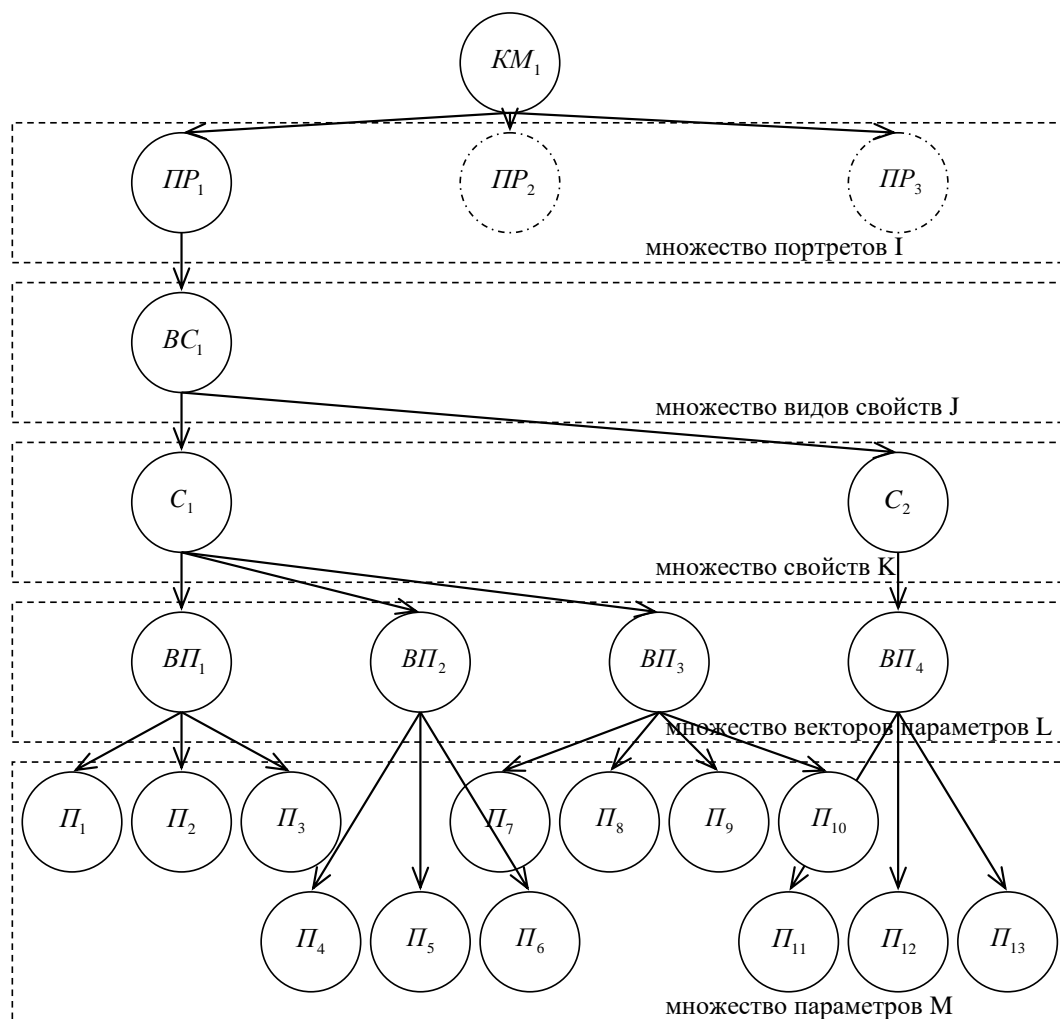 КМ₁
ПР₁ ПР₂ ПР₃
множество портретов I
ВС₁
множество видов свойств J
С₁ С₂
множество свойств K
ВП₁ ВП₂ ВП₃ ВП₄
множество векторов параметров L
П₁ П₂ П₃ П₇ П₈ П₉ П₁₀
П₄ П₅ П₆ П₁₁ П₁₂ П₁₃
множество параметров M